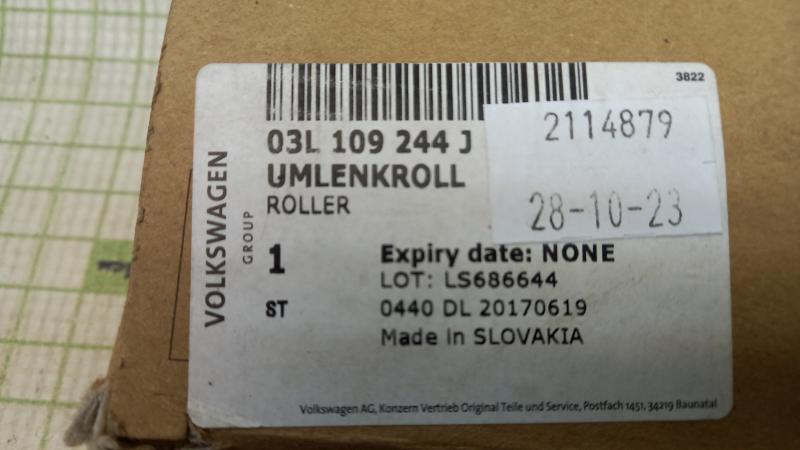 3822
03L 109 244 J
2114879
UMLENKROLL
ROLLER
28-10-23
VOLKSWAGEN
GROUP
1
Expiry date: NONE
LOT: LS686644
ST
0440 DL 20170619
Made in SLOVAKIA
Volkswagen AG, Konzern Vertrieb Original Teile und Service, Postfach 1451, 34219 Baunatal